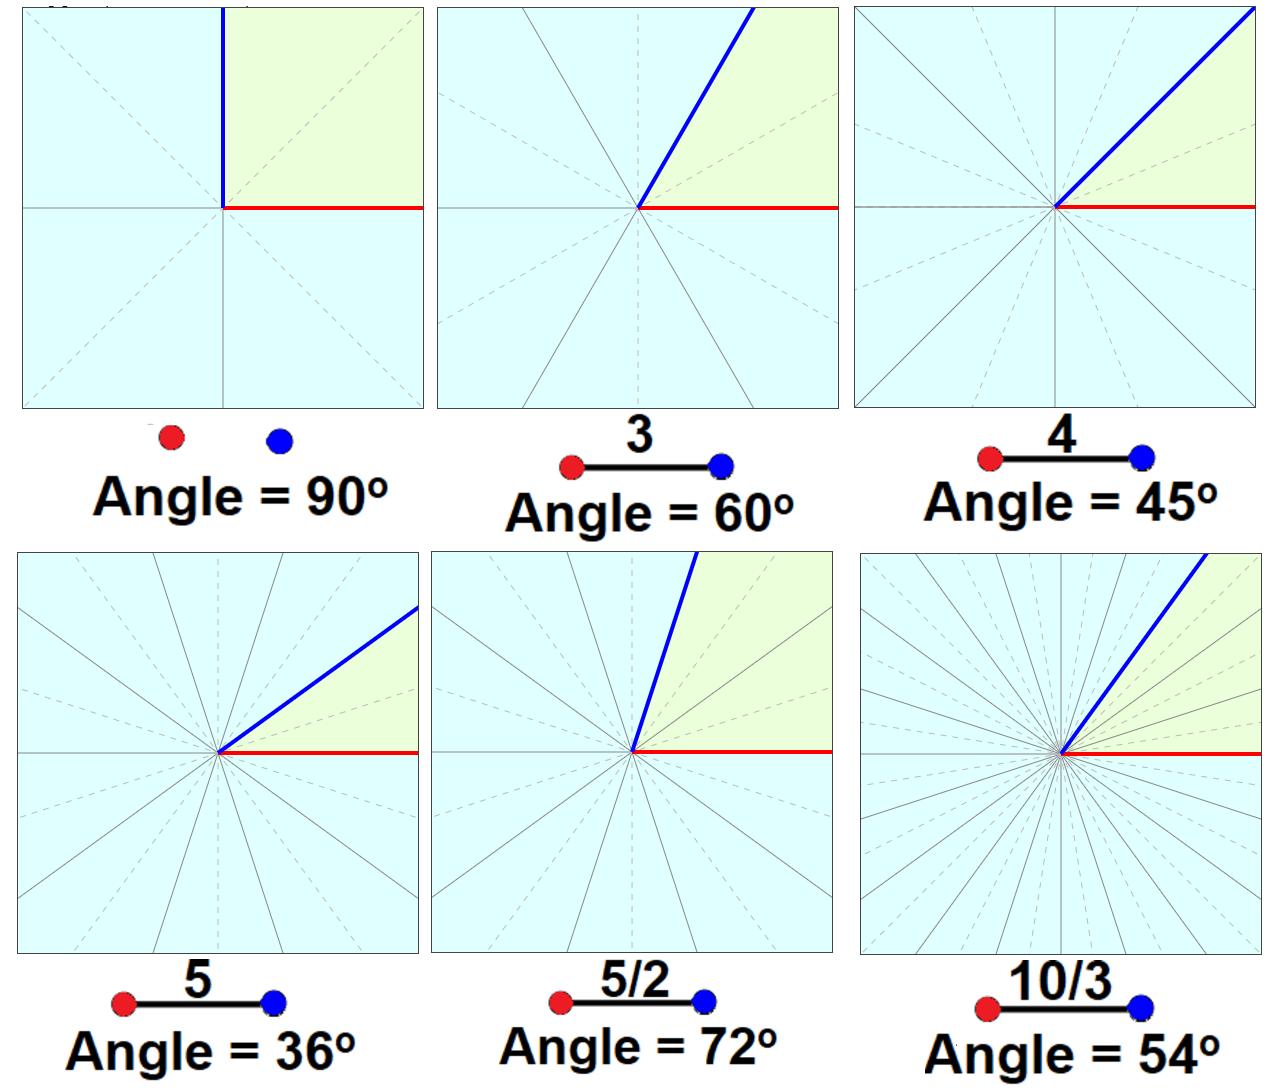 Angle = 90º
3
Angle = 60º
4
Angle = 45º
5
Angle = 36º
5/2
Angle = 72º
10/3
Angle = 54º